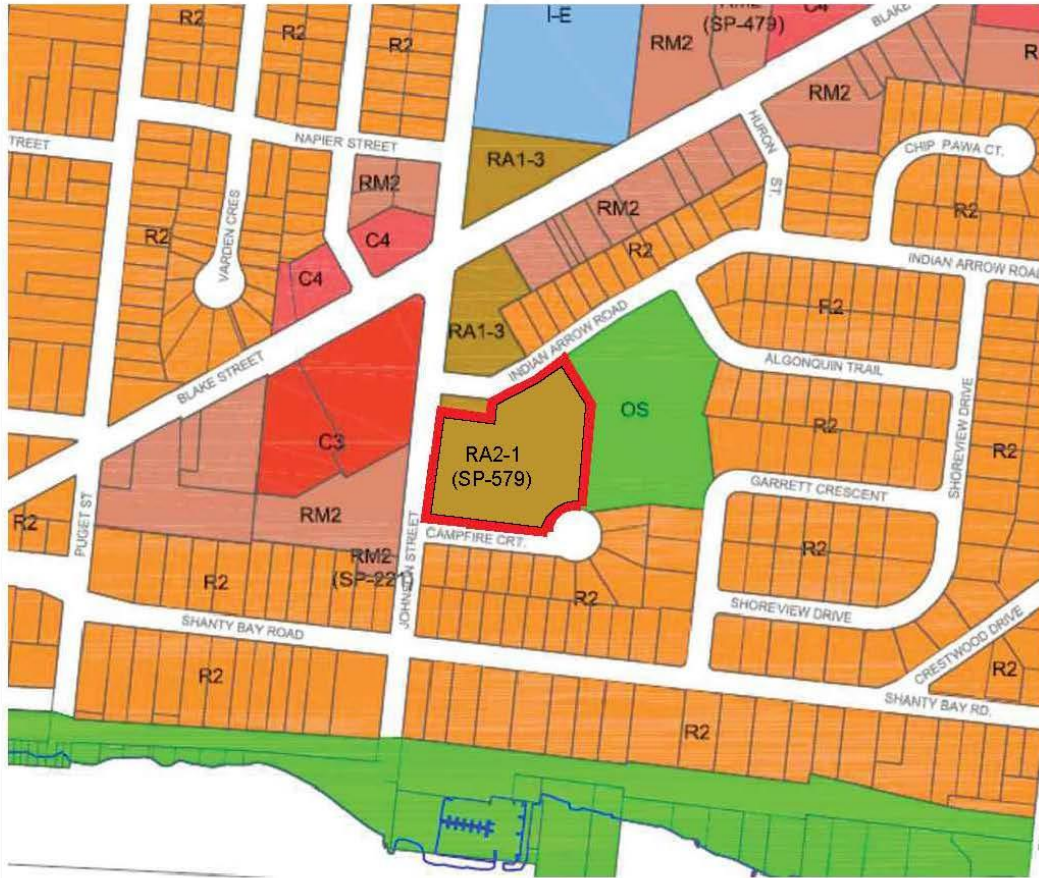 R2
R2
R2
I-E
RM2
(SP-479)
C4
BLAKE
RM2
R
RM2
TREET
NAPIER STREET
HURON
ST.
CHIP PAWA CT.
RA1-3
RM2
RM2
R2
R2
VARDEN CRES
C4
R2
C4
INDIAN ARROW ROAD
R2
RA1-3
INDIAN ARROW ROAD
ALGONQUIN TRAIL
BLAKE STREET
OS
R2
SHOREVIEW DRIVE
C3
RA2-1
(SP-579)
R2
GARRETT CRESCENT
PUGET ST
R2
RM2
JOHNSON STREET
CAMPFIRE CRT.
R2
RM2
(SP-221)
R2
R2
SHOREVIEW DRIVE
CRESTWOOD DRIVE
SHANTY BAY ROAD
R2
R2
SHANTY BAY RD.
R2